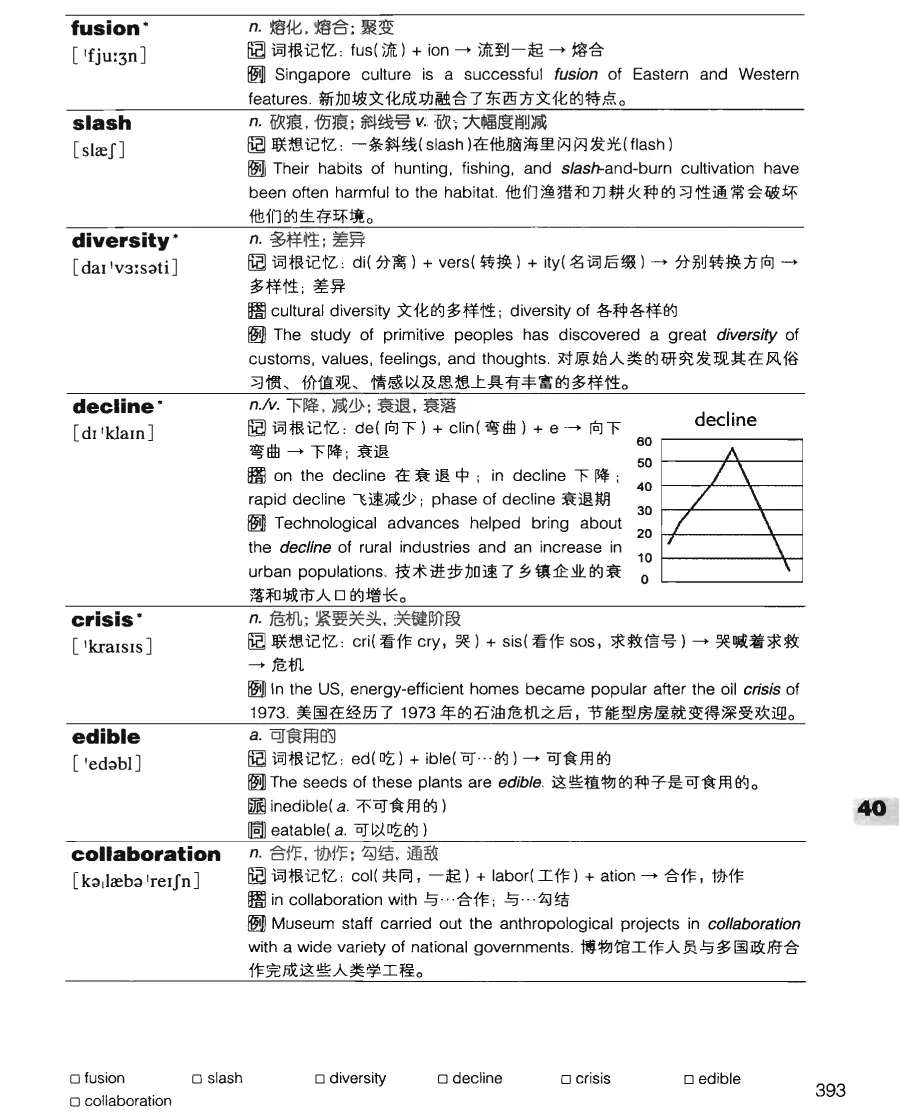 fusion*
n. 熔化，熔合；聚变
[ˈfjuːʒn]
记 词根记忆：fus(流) + ion → 流到一起 → 熔合
例 Singapore culture is a successful fusion of Eastern and Western
features. 新加坡文化成功融合了东西方文化的特点。
slash
n. 砍痕，伤痕；斜线号 v. 砍；大幅度削减
[slæʃ]
记 联想记忆：一条斜线(slash)在他脑海里闪闪发光(flash)
例 Their habits of hunting, fishing, and slash-and-burn cultivation have
been often harmful to the habitat. 他们渔猎和刀耕火种的习性通常会破坏
他们的生存环境。
diversity*
n. 多样性；差异
[daɪˈvɜːsəti]
记 词根记忆：di(分离) + vers(转换) + ity(名词后缀) → 分别转换方向 →
多样性；差异
搭 cultural diversity 文化的多样性；diversity of 各种各样的
例 The study of primitive peoples has discovered a great diversity of
customs, values, feelings, and thoughts. 对原始人类的研究发现其在风俗
习惯、价值观、情感以及思想上具有丰富的多样性。
decline*
n./v. 下降，减少；衰退，衰落
[dɪˈklaɪn]
记 词根记忆：de(向下) + clin(弯曲) + e → 向下
弯曲 → 下降；衰退
搭 on the decline 在衰退中；in decline 下降；
rapid decline 飞速减少；phase of decline 衰退期
例 Technological advances helped bring about
the decline of rural industries and an increase in
urban populations. 技术进步加速了乡镇企业的衰
落和城市人口的增长。
decline
60
50
40
30
20
10
0
crisis*
n. 危机；紧要关头，关键阶段
[ˈkraɪsɪs]
记 联想记忆：cri(看作 cry，哭) + sis(看作 sos，求救信号) → 哭喊着求救
→ 危机
例 In the US, energy-efficient homes became popular after the oil crisis of
1973. 美国在经历了 1973 年的石油危机之后，节能型房屋就变得深受欢迎。
edible
a. 可食用的
[ˈedəbl]
记 词根记忆：ed(吃) + ible(可…的) → 可食用的
例 The seeds of these plants are edible. 这些植物的种子是可食用的。
派 inedible(a. 不可食用的)
同 eatable(a. 可以吃的)
40
collaboration
n. 合作，协作；勾结，通敌
[kəˌlæbəˈreɪʃn]
记 词根记忆：col(共同，一起) + labor(工作) + ation → 合作，协作
搭 in collaboration with 与…合作；与…勾结
例 Museum staff carried out the anthropological projects in collaboration
with a wide variety of national governments. 博物馆工作人员与多国政府合
作完成这些人类学工程。
□ fusion □ slash □ diversity □ decline □ crisis □ edible
□ collaboration
393